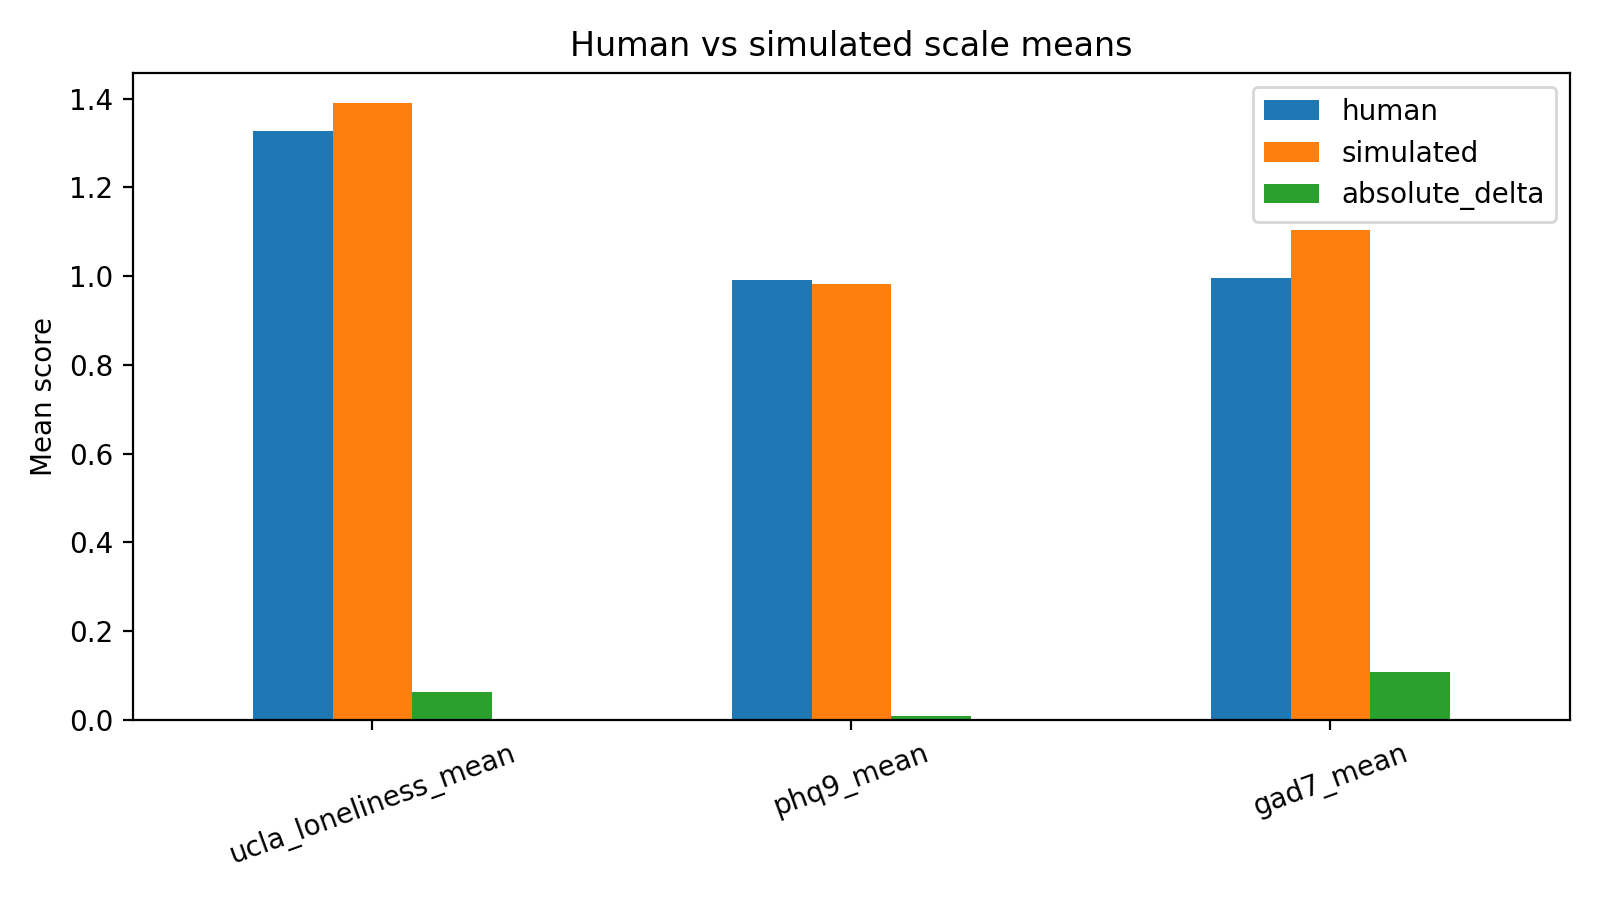 Human vs simulated scale means
human
simulated
absolute_delta
Mean score
1.4
1.2
1.0
0.8
0.6
0.4
0.2
0.0
ucla_loneliness_mean
phq9_mean
gad7_mean